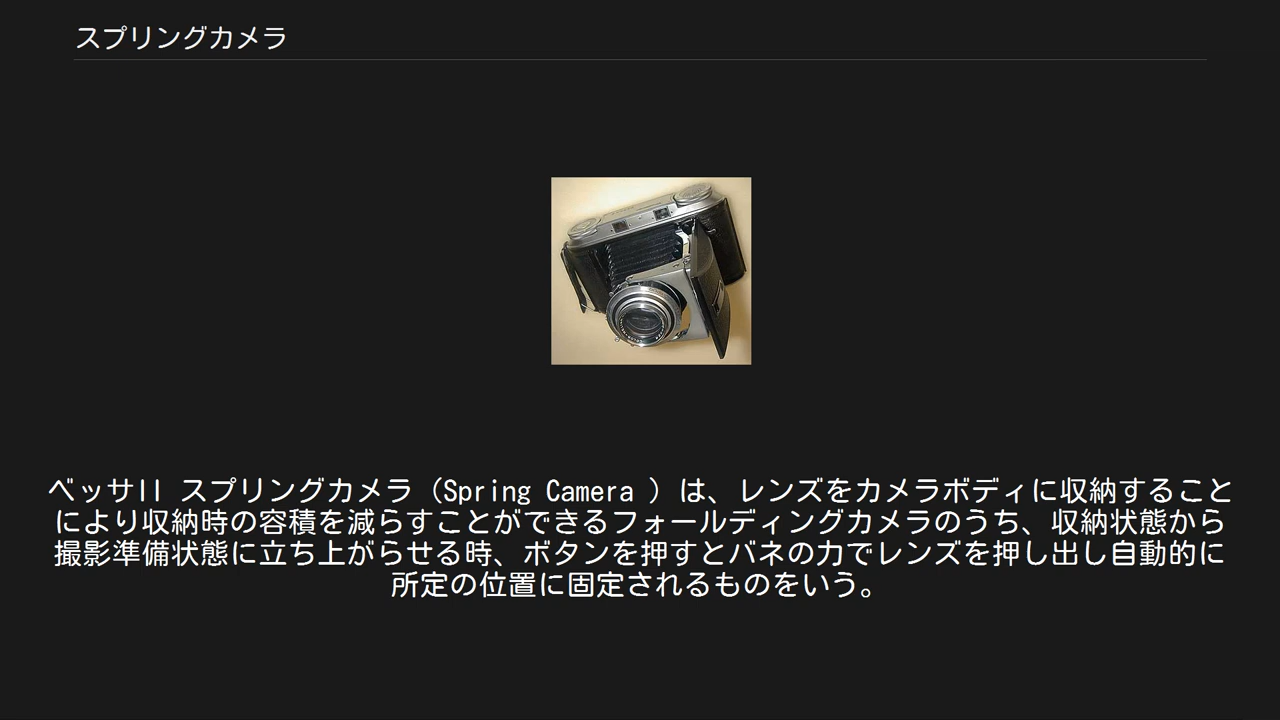 スプリングカメラ
ベッサII スプリングカメラ（Spring Camera ）は、レンズをカメラボディに収納すること
により収納時の容積を減らすことができるフォールディングカメラのうち、収納状態から
撮影準備状態に立ち上がらせる時、ボタンを押すとバネの力でレンズを押し出し自動的に
所定の位置に固定されるものをいう。